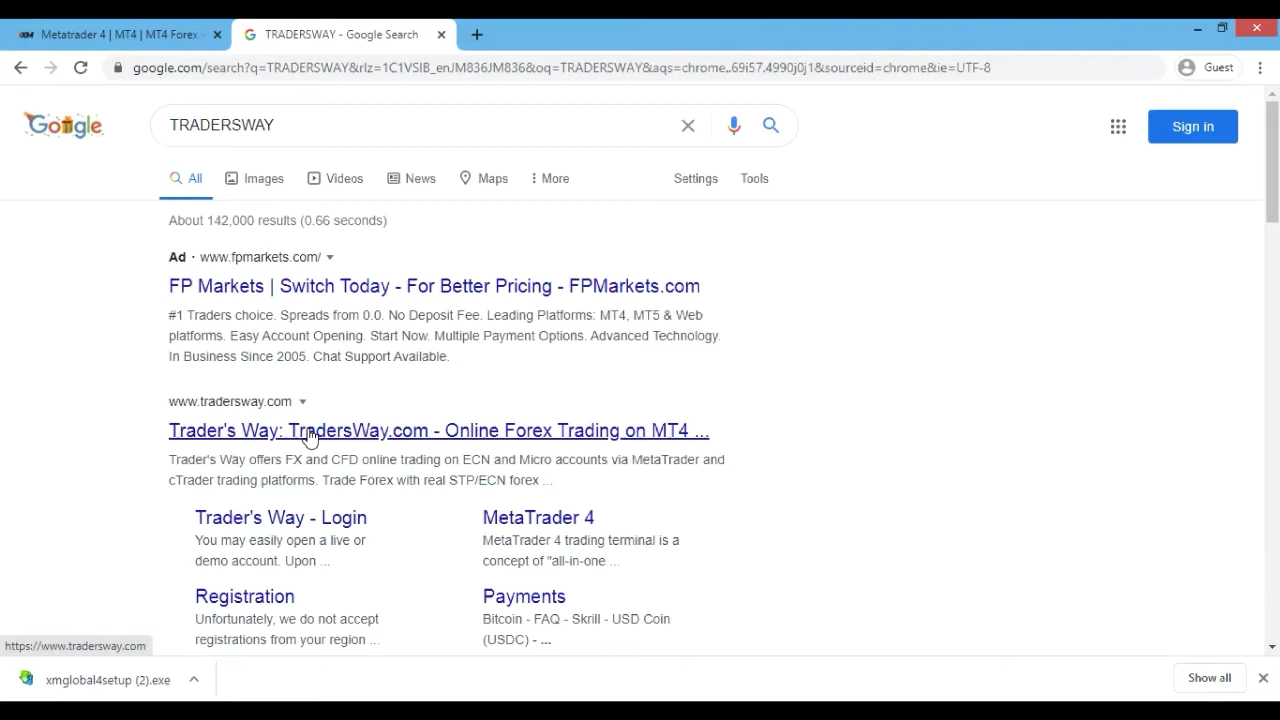 XM Metatrader 4 | MT4 | MT4 Forex
G TRADERSWAY - Google Search
google.com/search?q=TRADERSWAY&rlz=1C1VSIB_enJM836JM836&oq=TRADERSWAY&aqs=chrome..69i57.4990j0j1&sourceid=chrome&ie=UTF-8
Guest
Google
TRADERSWAY
Sign in
All Images Videos News Maps More Settings Tools
About 142,000 results (0.66 seconds)
Ad · www.fpmarkets.com/
FP Markets | Switch Today - For Better Pricing - FPMarkets.com
#1 Traders choice. Spreads from 0.0. No Deposit Fee. Leading Platforms: MT4, MT5 & Web
platforms. Easy Account Opening. Start Now. Multiple Payment Options. Advanced Technology.
In Business Since 2005. Chat Support Available.
www.tradersway.com
Trader's Way: TradersWay.com - Online Forex Trading on MT4 ...
Trader's Way offers FX and CFD online trading on ECN and Micro accounts via MetaTrader and
cTrader trading platforms. Trade Forex with real STP/ECN forex ...
Trader's Way - Login
You may easily open a live or
demo account. Upon ...
MetaTrader 4
MetaTrader 4 trading terminal is a
concept of "all-in-one ...
Registration
Unfortunately, we do not accept
registrations from your region ...
Payments
Bitcoin - FAQ - Skrill - USD Coin
(USDC) - ...
https://www.tradersway.com
xmglobal4setup (2).exe
Show all